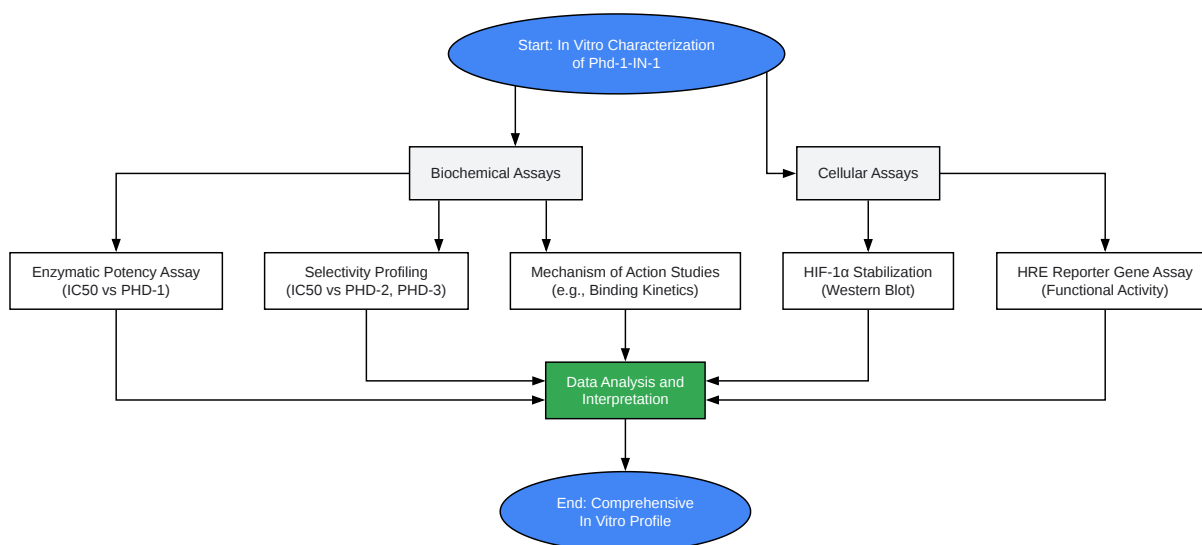 Start: In Vitro Characterization
of Phd-1-IN-1
Biochemical Assays
Cellular Assays
Enzymatic Potency Assay
(IC50 vs PHD-1)
Selectivity Profiling
(IC50 vs PHD-2, PHD-3)
Mechanism of Action Studies
(e.g., Binding Kinetics)
HIF-1α Stabilization
(Western Blot)
HRE Reporter Gene Assay
(Functional Activity)
Data Analysis and
Interpretation
End: Comprehensive
In Vitro Profile